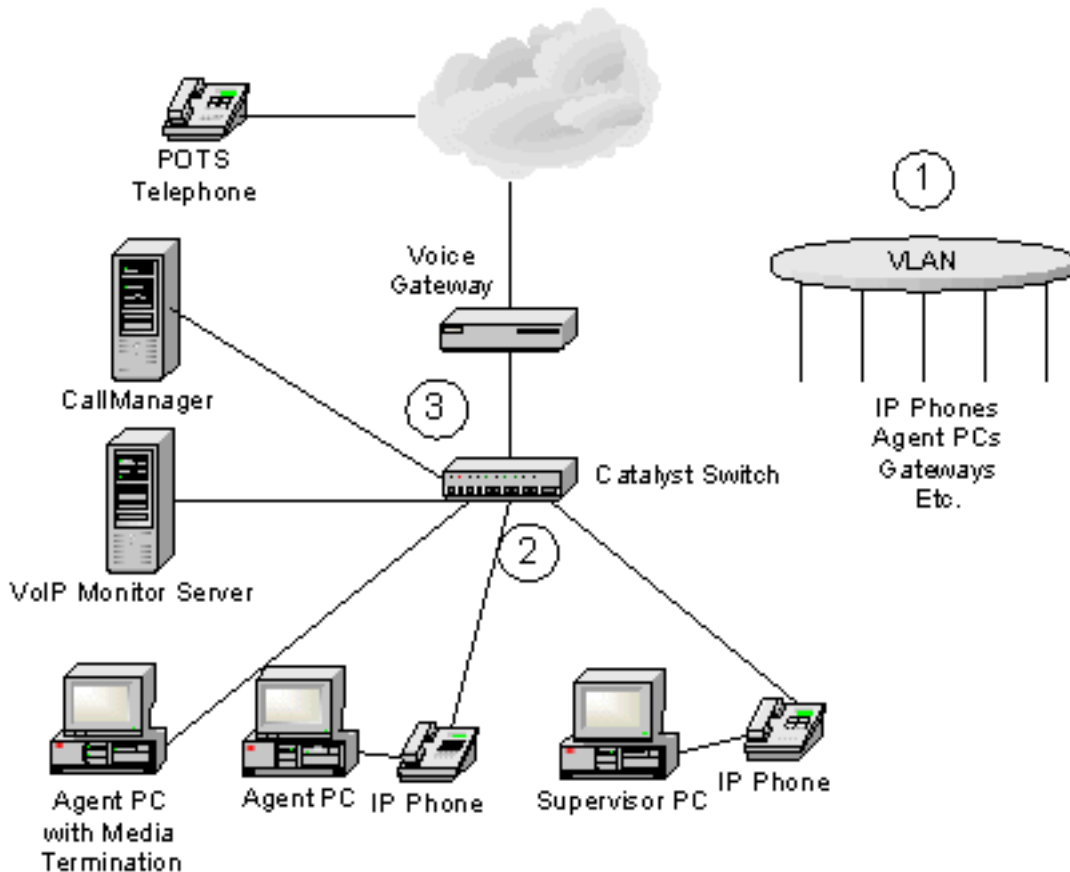 POTS
Telephone
1
Voice
Gateway
VLAN
CallManager
3
IP Phones
Agent PCs
Gateways
Etc.
Catalyst Switch
2
VoIP Monitor Server
Agent PC
with Media
Termination
Agent PC
IP Phone
Supervisor PC
IP Phone